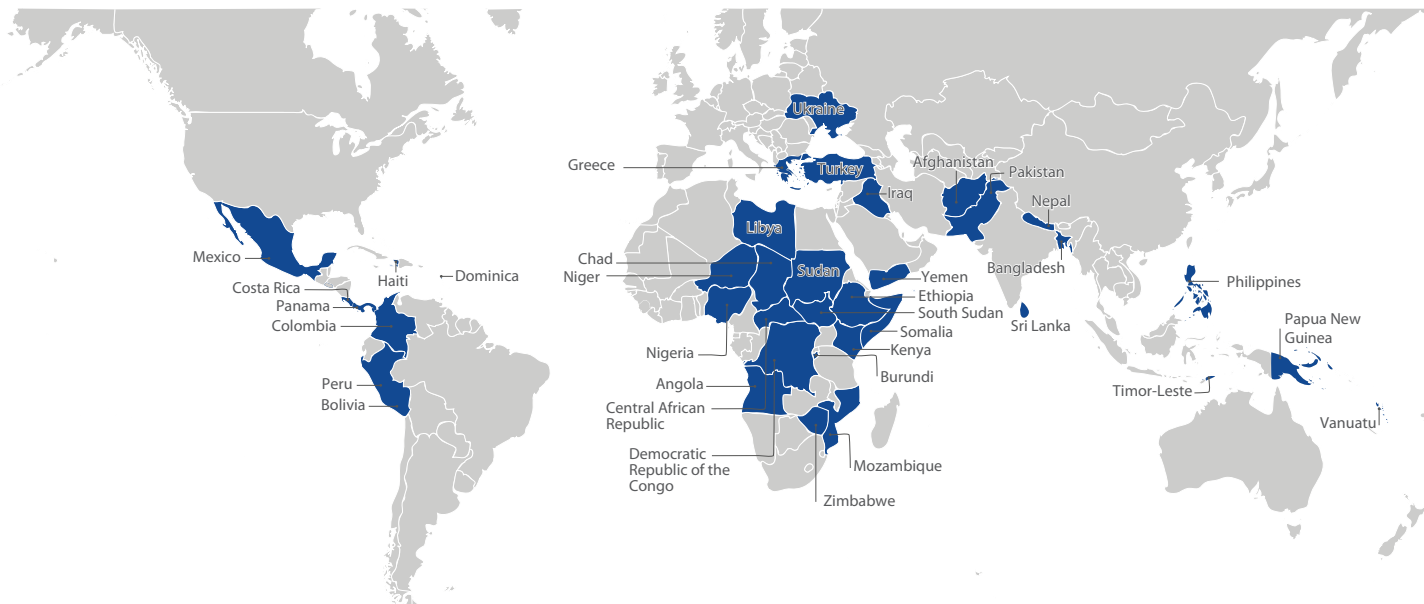 Ukraine
Greece
Turkey
Afghanistan
Pakistan
Iraq
Nepal
Libya
Mexico
Chad
Niger
Sudan
Haiti
Dominica
Yemen
Bangladesh
Costa Rica
Ethiopia
Philippines
Panama
South Sudan
Colombia
Somalia
Sri Lanka
Papua New
Guinea
Nigeria
Kenya
Burundi
Peru
Angola
Timor-Leste
Bolivia
Central African
Republic
Vanuatu
Democratic
Republic of the
Congo
Mozambique
Zimbabwe